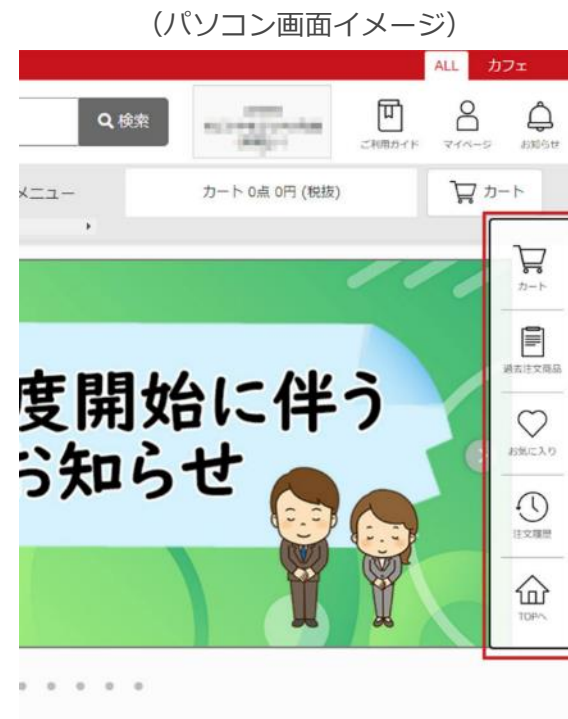 （パソコン画面イメージ）
ALL カフェ
検索
ご利用ガイド
マイページ
お知らせ
メニュー
カート 0点 0円 (税抜)
カート
カート
過去注文商品
お気に入り
注文履歴
TOPへ
度開始に伴う
お知らせ